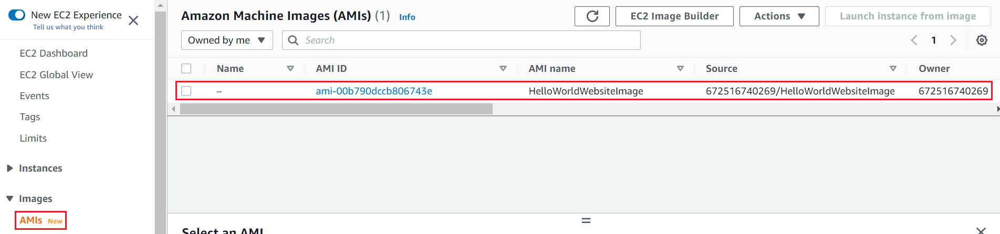 New EC2 Experience
Tell us what you think
EC2 Dashboard
EC2 Global View
Events
Tags
Limits
Instances
Images
AMIs New
Amazon Machine Images (AMIs) (1) Info
EC2 Image Builder
Actions
Launch instance from image
Owned by me
Search
1
Name AMI ID AMI name Source Owner
– ami-00b790dccb806743e HelloWorldWebsiteImage 672516740269/HelloWorldWebsiteImage 672516740269
Select an AMI